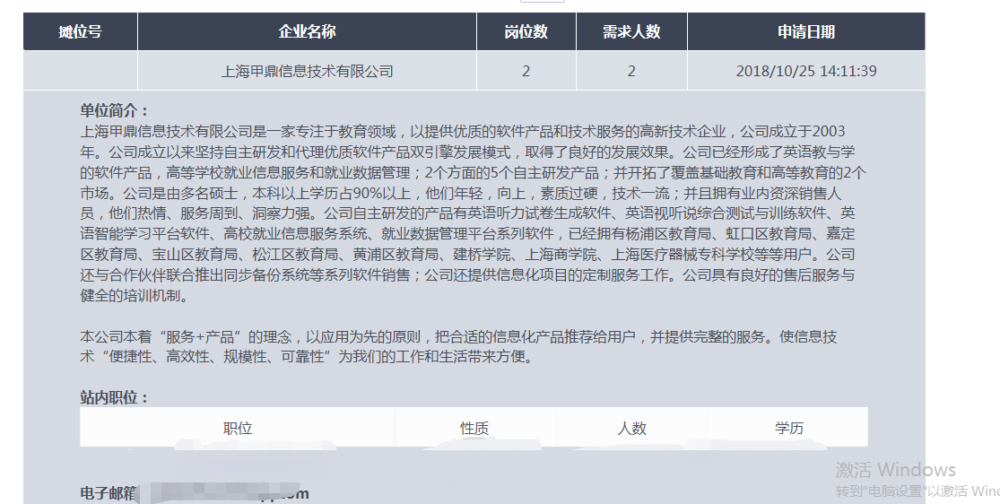 摊位号 企业名称 岗位数 需求人数 申请日期
上海甲鼎信息技术有限公司 2 2 2018/10/25 14:11:39
单位简介：
上海甲鼎信息技术有限公司是一家专注于教育领域，以提供优质的软件产品和技术服务的高新技术企业，公司成立于2003
年。公司成立以来坚持自主研发和代理优质软件产品双引擎发展模式，取得了良好的发展效果。公司已经形成了英语教与学
的软件产品，高等学校就业信息服务和就业数据管理；2个方面的5个自主研发产品；并开拓了覆盖基础教育和高等教育的2个
市场。公司是由多名硕士，本科以上学历占90%以上，他们年轻，向上，素质过硬，技术一流；并且拥有业内资深销售人
员，他们热情、服务周到、洞察力强。公司自主研发的产品有英语听力试卷生成软件、英语视听说综合测试与训练软件、英
语智能学习平台软件、高校就业信息服务系统、就业数据管理平台系列软件，已经拥有杨浦区教育局、虹口区教育局、嘉定
区教育局、宝山区教育局、松江区教育局、黄浦区教育局、建桥学院、上海商学院、上海医疗器械专科学校等等用户。公司
还与合作伙伴联合推出同步备份系统等系列软件销售；公司还提供信息化项目的定制服务工作。公司具有良好的售后服务与
健全的培训机制。
本公司本着“服务+产品”的理念，以应用为先的原则，把合适的信息化产品推荐给用户，并提供完整的服务。使信息技
术“便捷性、高效性、规模性、可靠性”为我们的工作和生活带来方便。
站内职位：
职位 性质 人数 学历
电子邮箱
激活 Windows
转到“电脑设置”以激活 Win